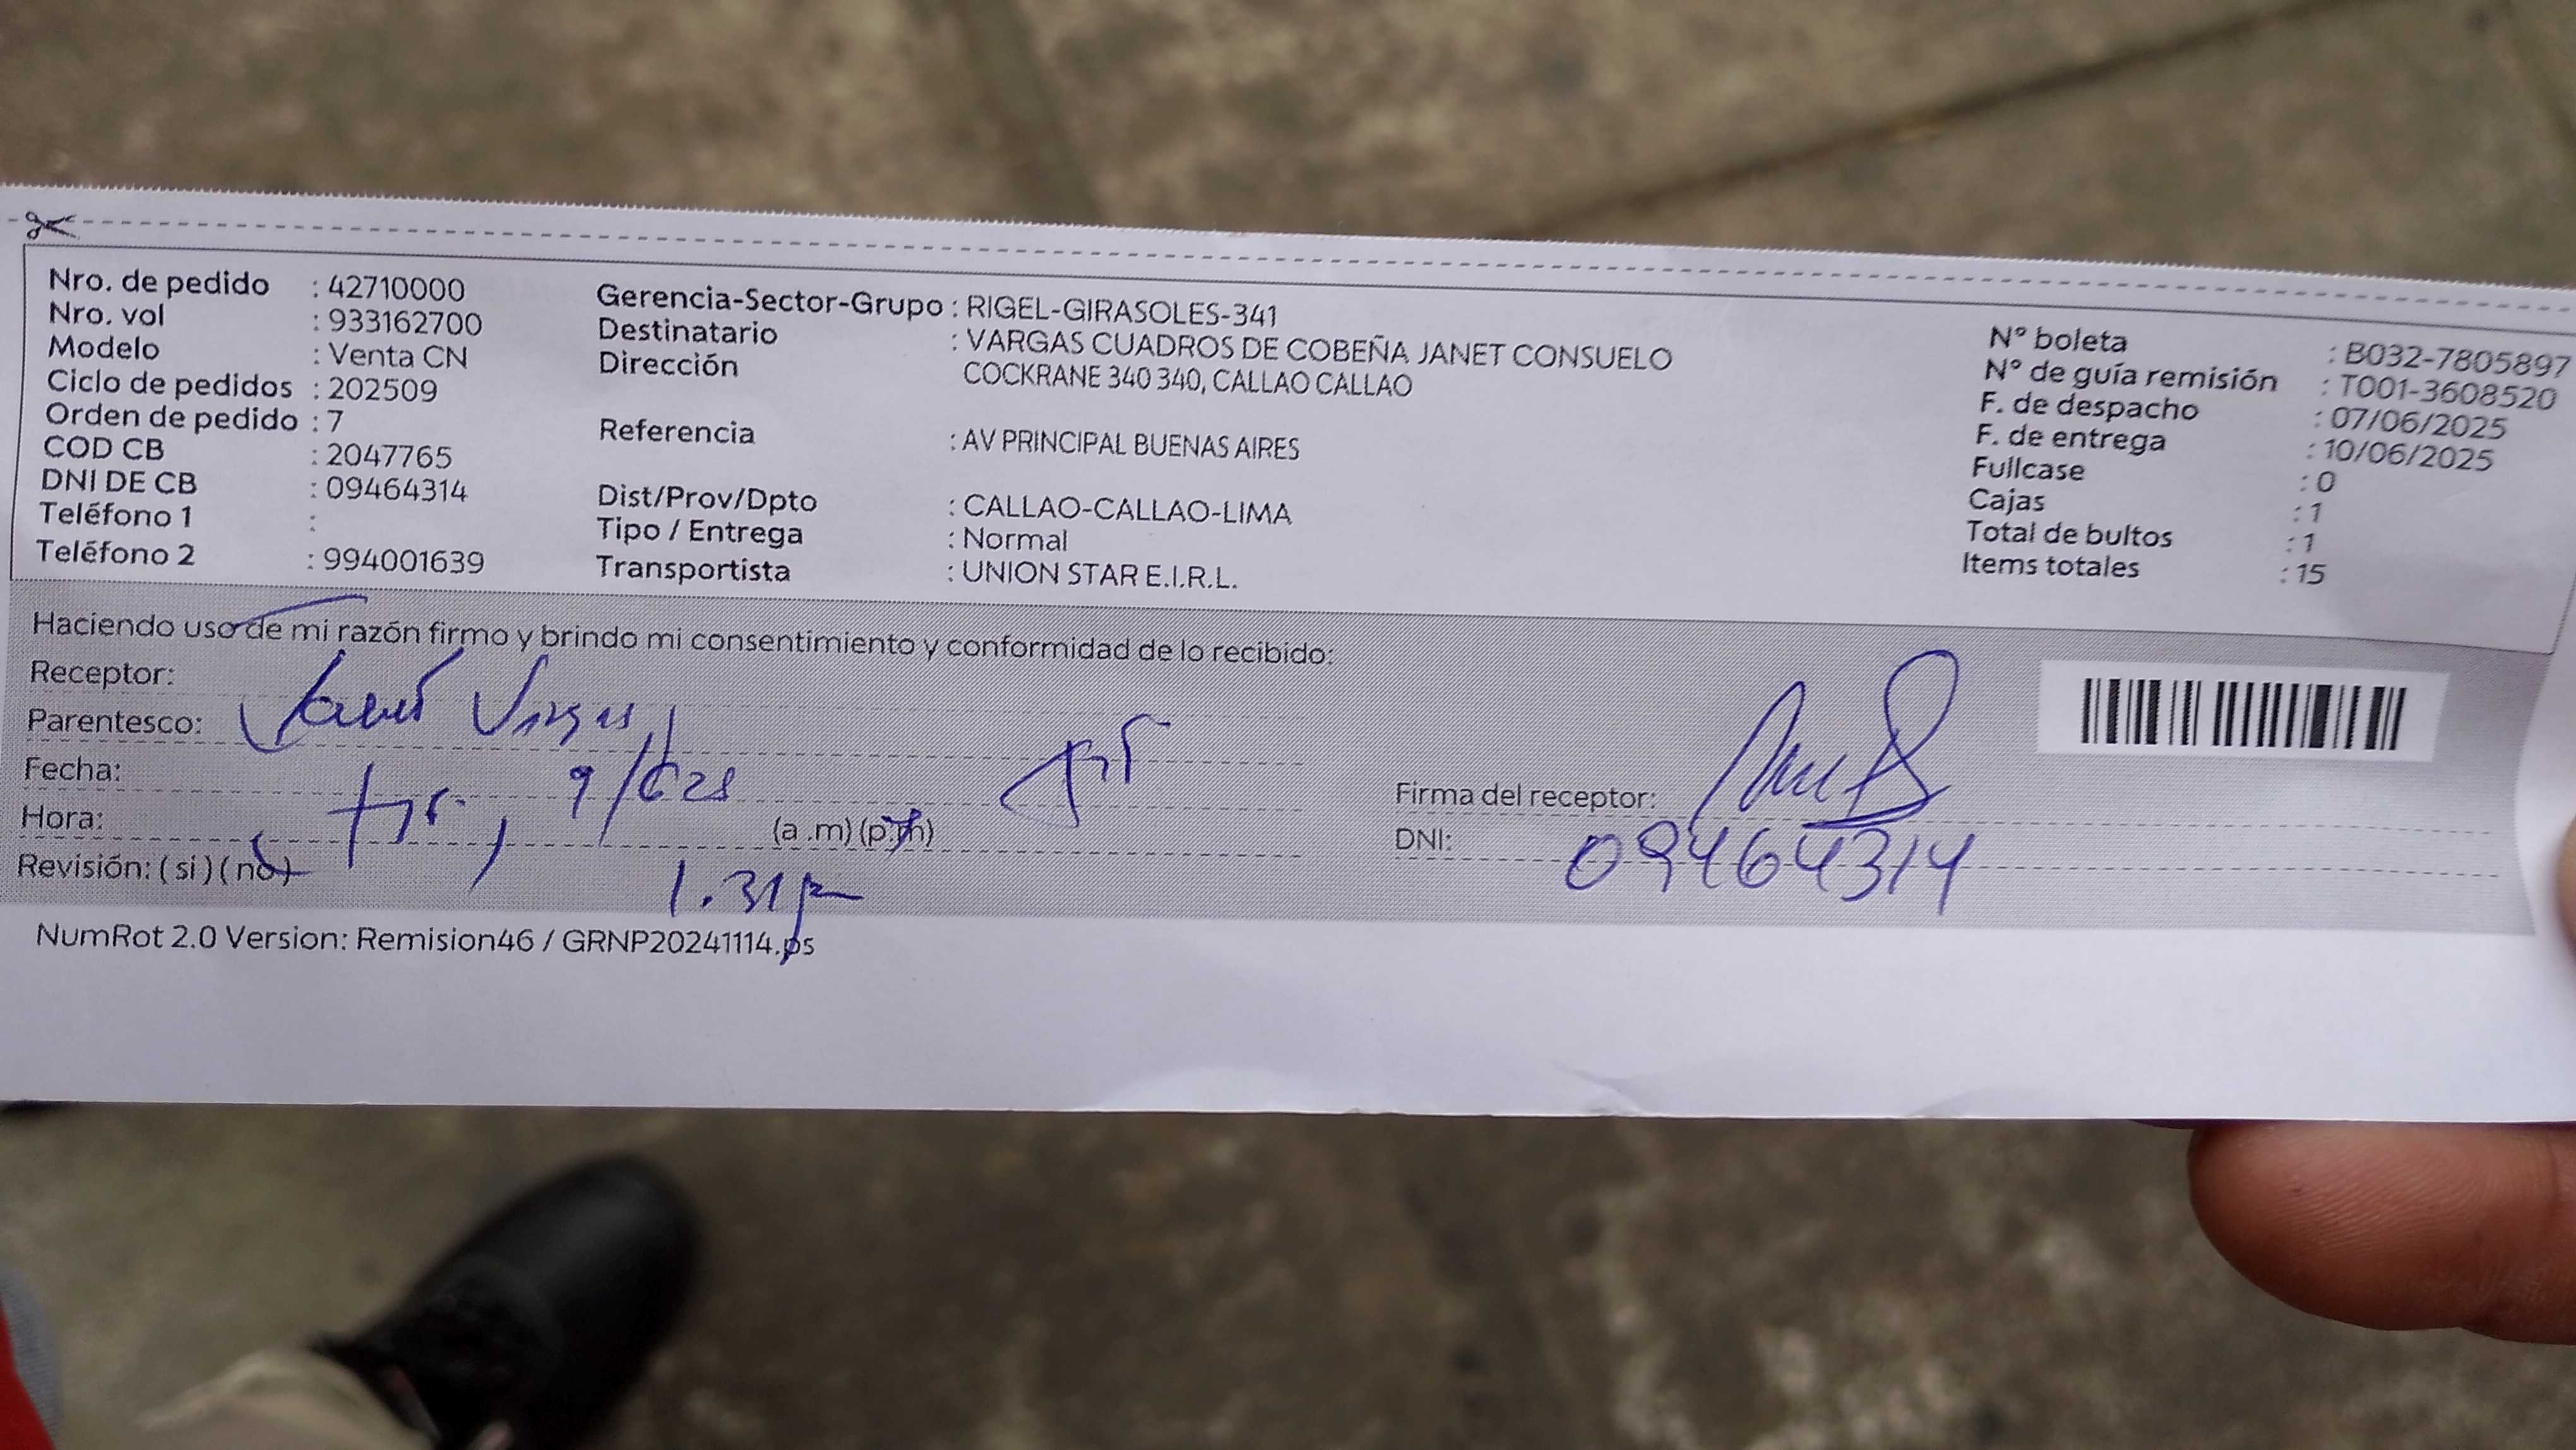 Nro. de pedido : 42710000
Nro. vol : 933162700
Modelo : Venta CN
Ciclo de pedidos : 202509
Orden de pedido : 7
COD CB : 2047765
DNI DE CB : 09464314
Teléfono 1 :
Teléfono 2 : 994001639
Gerencia-Sector-Grupo : RIGEL-GIRASOLES-341
Destinatario : VARGAS CUADROS DE COBEÑA JANET CONSUELO
Dirección COCKRANE 340 340, CALLAO CALLAO
Referencia : AV PRINCIPAL BUENAS AIRES
Dist/Prov/Dpto : CALLAO-CALLAO-LIMA
Tipo / Entrega : Normal
Transportista : UNION STAR E.I.R.L.
N° boleta : B032-7805897
N° de guía remisión : T001-3608520
F. de despacho : 07/06/2025
F. de entrega : 10/06/2025
Fullcase : 0
Cajas : 1
Total de bultos : 1
Items totales : 15
Haciendo uso de mi razón firmo y brindo mi consentimiento y conformidad de lo recibido:
Receptor:
Parentesco: Janet Vargas
Fecha:
Hora: (a .m) (p.m)
Revisión: ( si ) ( no ) 1.31 pm
Firma del receptor:
DNI: 09464314
NumRot 2.0 Version: Remision46 / GRNP20241114.ps